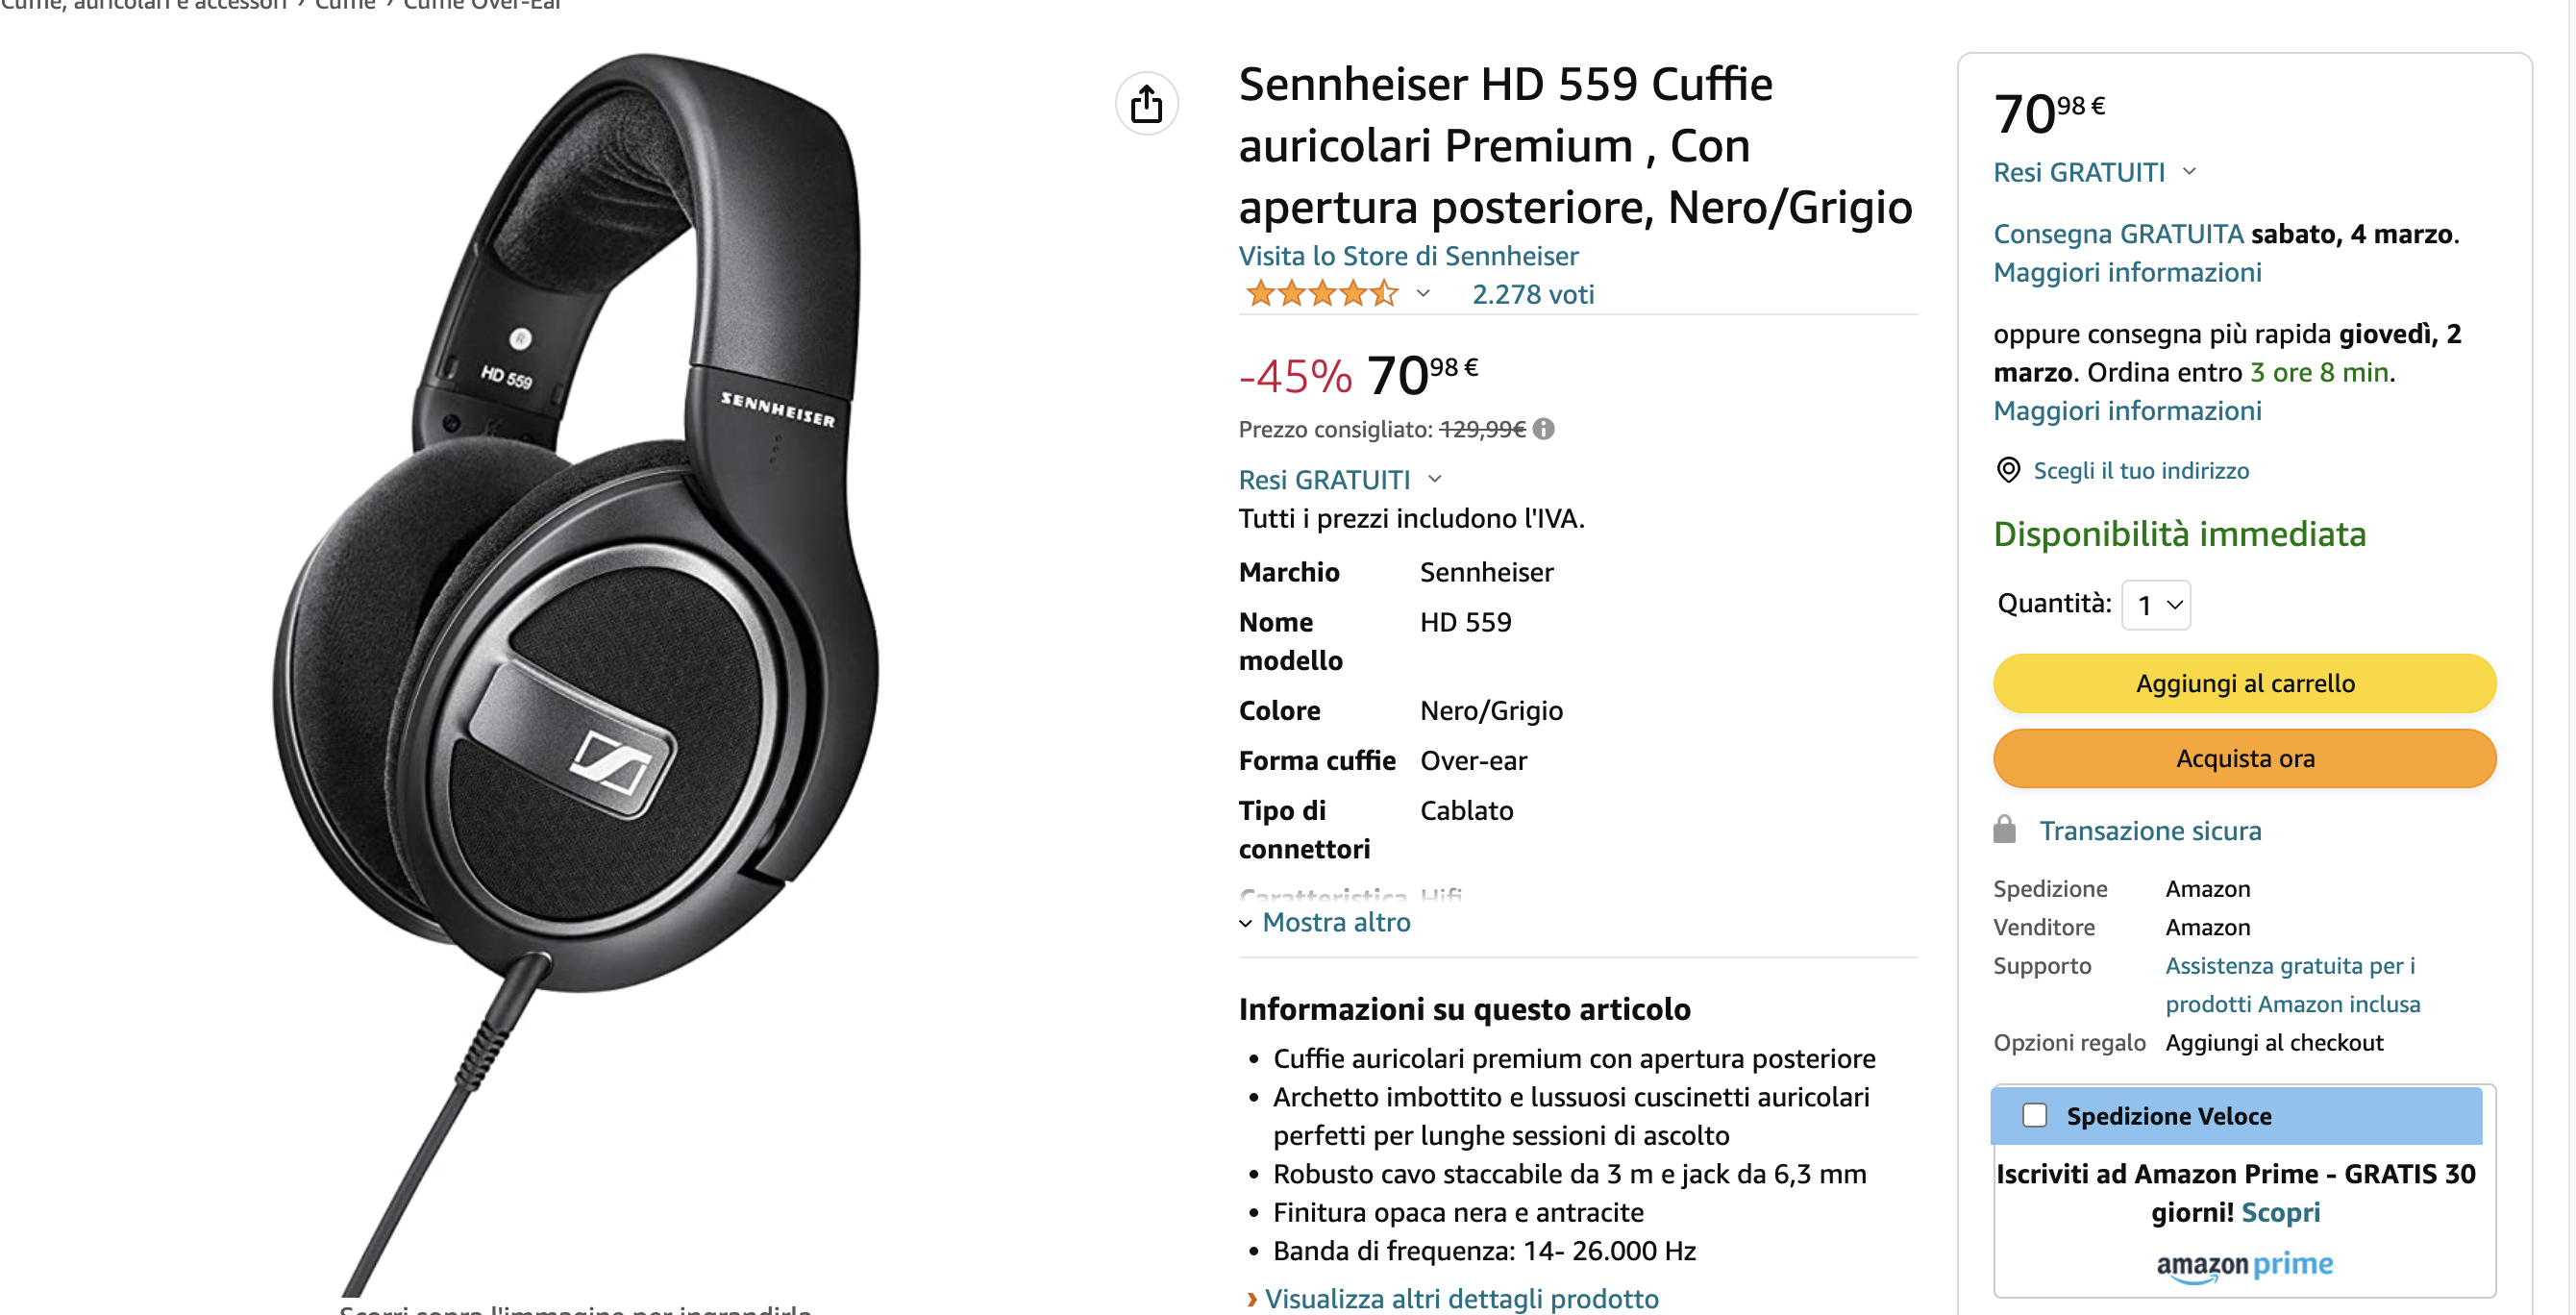 Cuffie, auricolari e accessori › Cuffie › Cuffie Over-Ear
R
HD 559
SENNHEISER
Scorri sopra l'immagine per ingrandirla
Sennheiser HD 559 Cuffie
auricolari Premium , Con
apertura posteriore, Nero/Grigio
Visita lo Store di Sennheiser
2.278 voti
-45% 70,98 €
Prezzo consigliato: 129,99€
Resi GRATUITI
Tutti i prezzi includono l'IVA.
Marchio Sennheiser
Nome HD 559
modello
Colore Nero/Grigio
Forma cuffie Over-ear
Tipo di Cablato
connettori
Caratteristica Hifi
Mostra altro
Informazioni su questo articolo
• Cuffie auricolari premium con apertura posteriore
• Archetto imbottito e lussuosi cuscinetti auricolari
perfetti per lunghe sessioni di ascolto
• Robusto cavo staccabile da 3 m e jack da 6,3 mm
• Finitura opaca nera e antracite
• Banda di frequenza: 14- 26.000 Hz
› Visualizza altri dettagli prodotto
70 98 €
Resi GRATUITI
Consegna GRATUITA sabato, 4 marzo.
Maggiori informazioni
oppure consegna più rapida giovedì, 2
marzo. Ordina entro 3 ore 8 min.
Maggiori informazioni
Scegli il tuo indirizzo
Disponibilità immediata
Quantità: 1
Aggiungi al carrello
Acquista ora
Transazione sicura
Spedizione Amazon
Venditore Amazon
Supporto Assistenza gratuita per i
prodotti Amazon inclusa
Opzioni regalo Aggiungi al checkout
Spedizione Veloce
Iscriviti ad Amazon Prime - GRATIS 30
giorni! Scopri
amazon prime